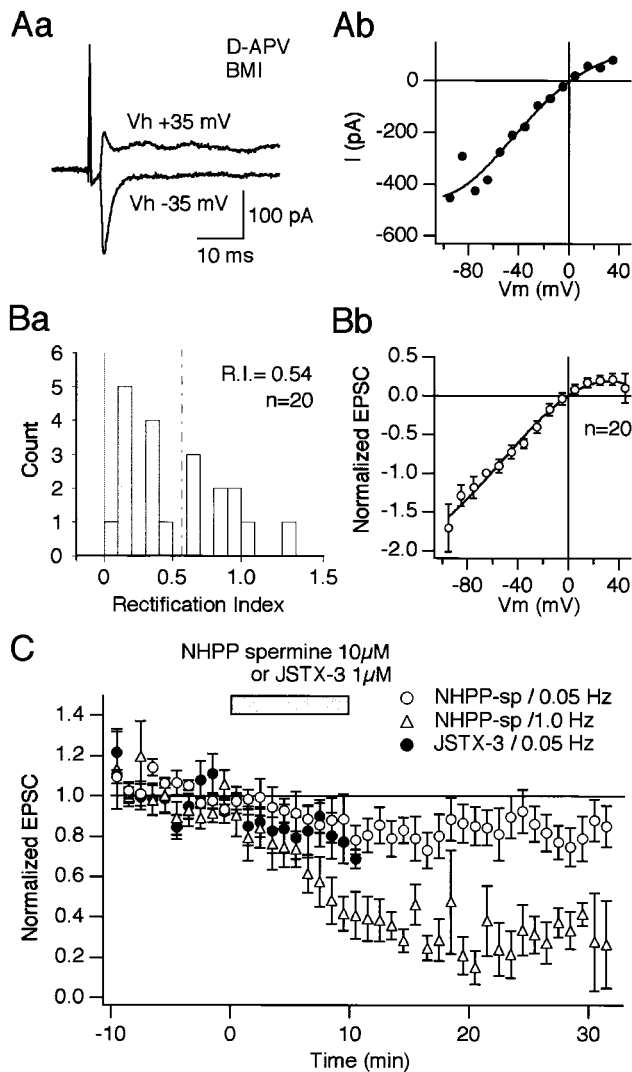 Aa
D-APV
BMI
Vh +35 mV
Vh -35 mV
100 pA
10 ms
Ab
0
-200
-400
-600
I (pA)
-80
-40
0
40
Vm (mV)
Ba
6
5
4
3
2
1
0
Count
R.I.= 0.54
n=20
0
0.5
1.0
1.5
Rectification Index
Bb
0.5
0.0
-0.5
-1.0
-1.5
-2.0
Normalized EPSC
n=20
-80
-40
0
40
Vm (mV)
C
NHPP spermine 10µM
or JSTX-3 1µM
NHPP-sp / 0.05 Hz
NHPP-sp /1.0 Hz
JSTX-3 / 0.05 Hz
1.4
1.2
1.0
0.8
0.6
0.4
0.2
0.0
Normalized EPSC
-10
0
10
20
30
Time (min)